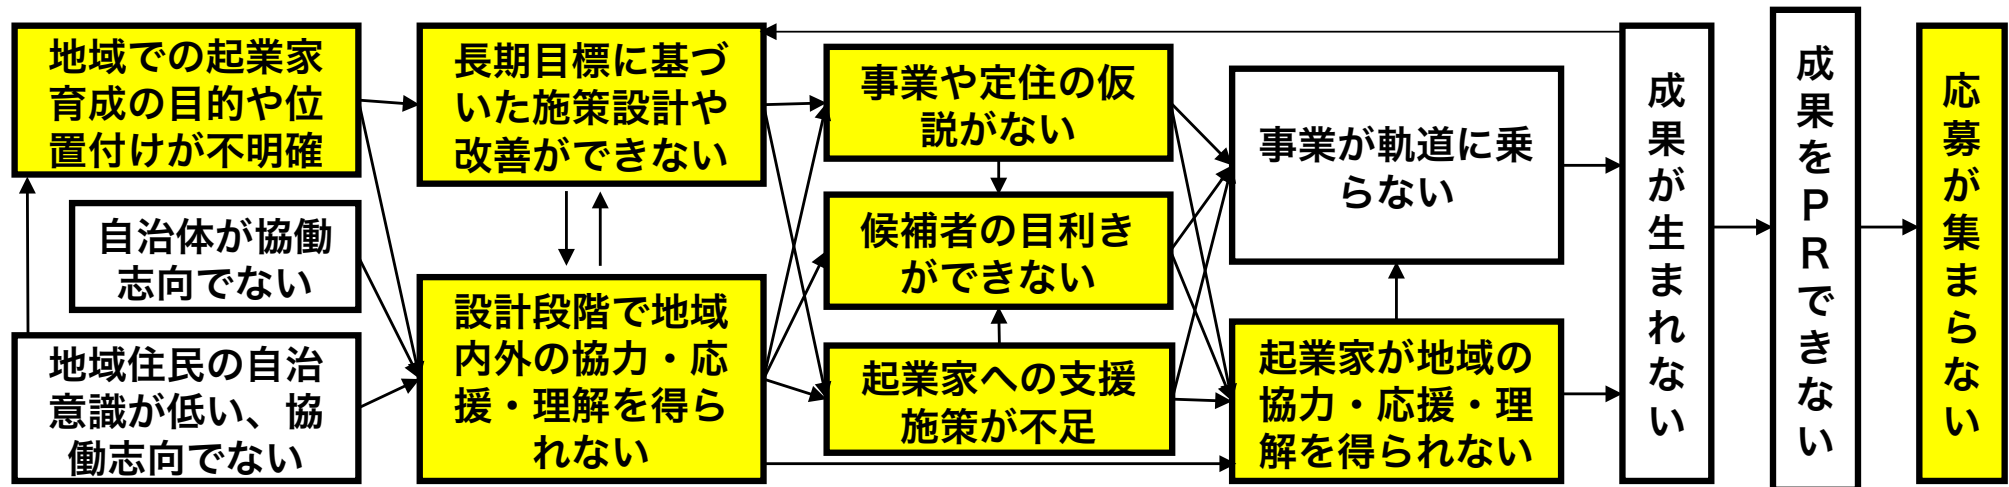 地域での起業家
育成の目的や位
置付けが不明確
自治体が協働
志向でない
地域住民の自治
意識が低い、協
働志向でない
長期目標に基づ
いた施策設計や
改善ができない
設計段階で地域
内外の協力・応
援・理解を得ら
れない
事業や定住の仮
説がない
候補者の目利き
ができない
起業家への支援
施策が不足
事業が軌道に乗
らない
起業家が地域の
協力・応援・理
解を得られない
成果が生まれない
成果をＰＲできない
応募が集まらない